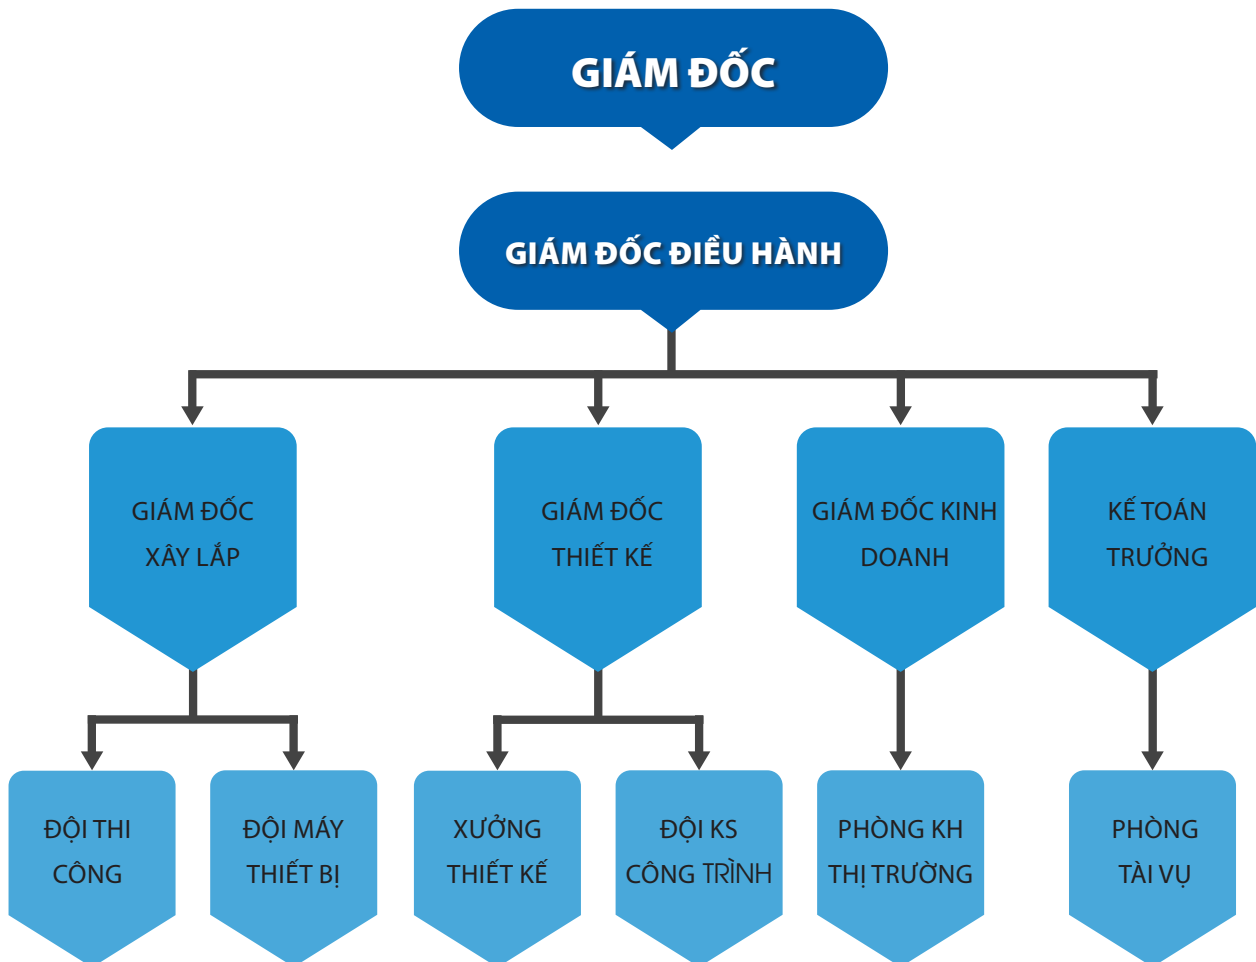 GIÁM ĐỐC
GIÁM ĐỐC ĐIỀU HÀNH
GIÁM ĐỐC
XÂY LẮP
GIÁM ĐỐC
THIẾT KẾ
GIÁM ĐỐC KINH
DOANH
KẾ TOÁN
TRƯỞNG
ĐỘI THI
CÔNG
ĐỘI MÁY
THIẾT BỊ
XƯỞNG
THIẾT KẾ
ĐỘI KS
CÔNG TRÌNH
PHÒNG KH
THỊ TRƯỜNG
PHÒNG
TÀI VỤ